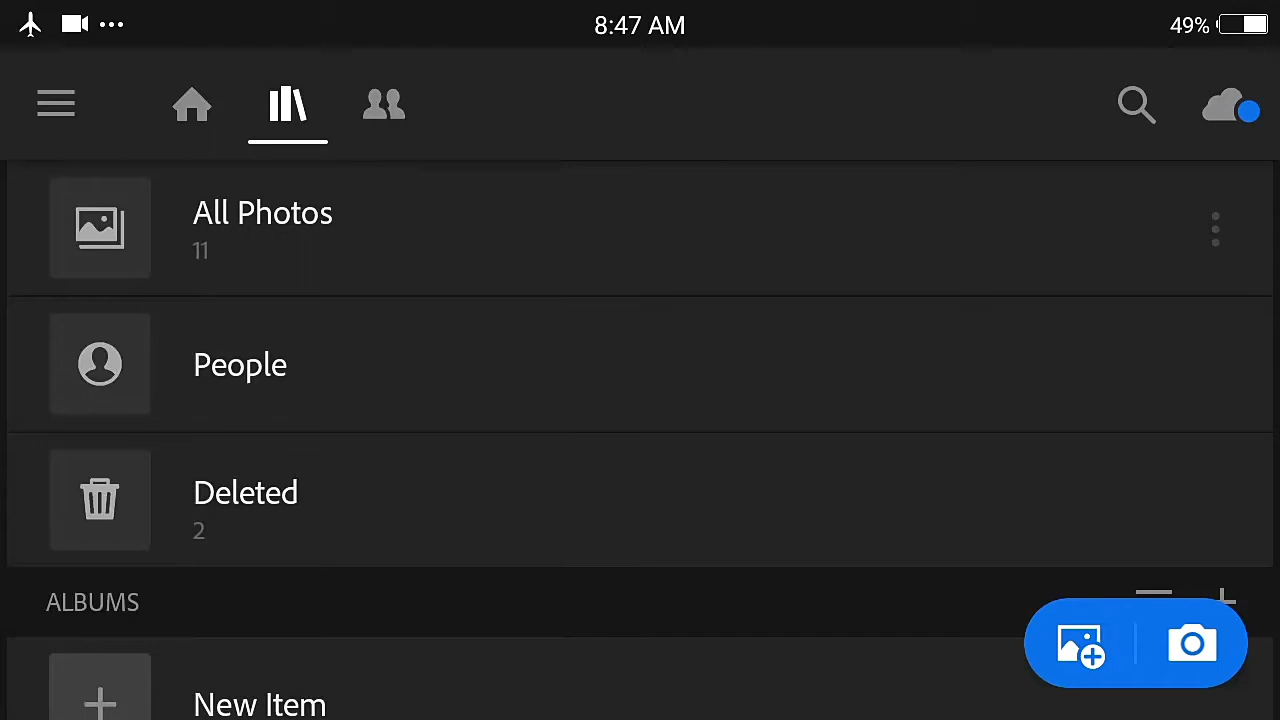 8:47 AM
49%
All Photos
11
People
Deleted
2
ALBUMS
New Item